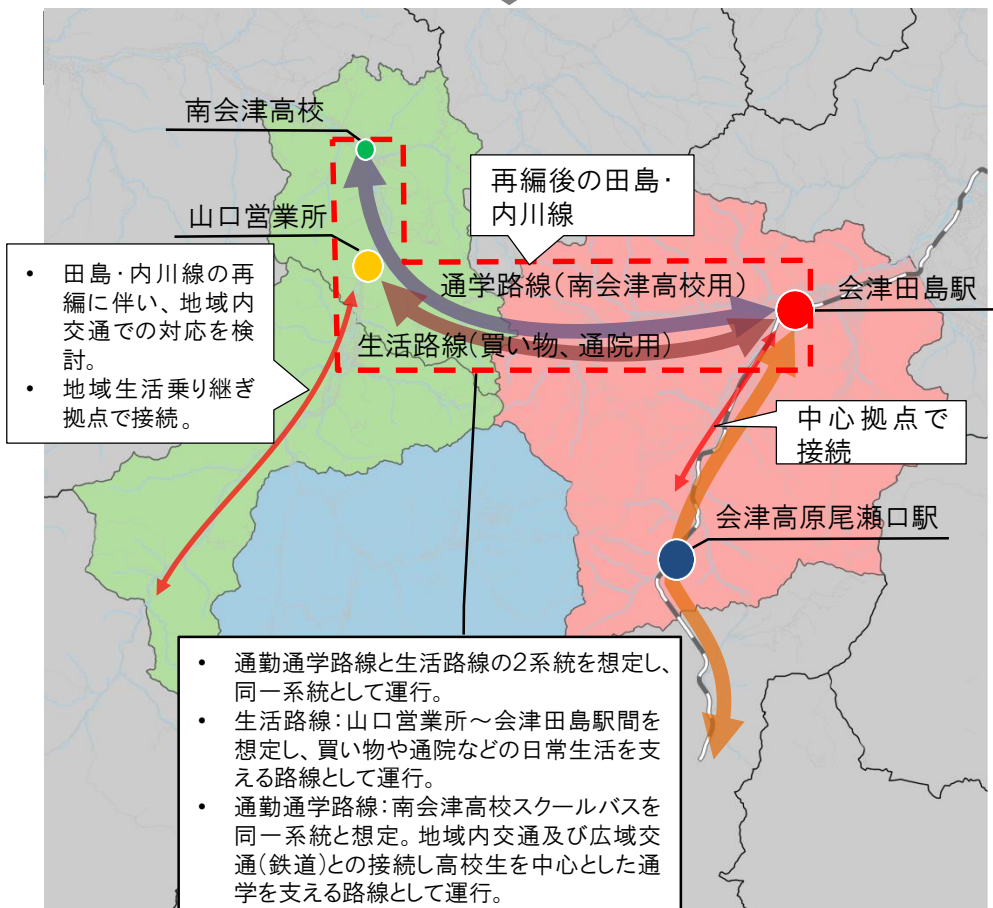 南会津高校
再編後の田島・
内川線
山口営業所
• 田島・内川線の再
編に伴い、地域内
交通での対応を検
討。
• 地域生活乗り継ぎ
拠点で接続。
通学路線(南会津高校用)
会津田島駅
生活路線(買い物、通院用)
中心拠点で
接続
会津高原尾瀬口駅
• 通勤通学路線と生活路線の2系統を想定し、
同一系統として運行。
• 生活路線：山口営業所～会津田島駅間を
想定し、買い物や通院などの日常生活を支
える路線として運行。
• 通勤通学路線：南会津高校スクールバスを
同一系統と想定。地域内交通及び広域交
通(鉄道)との接続し高校生を中心とした通
学を支える路線として運行。